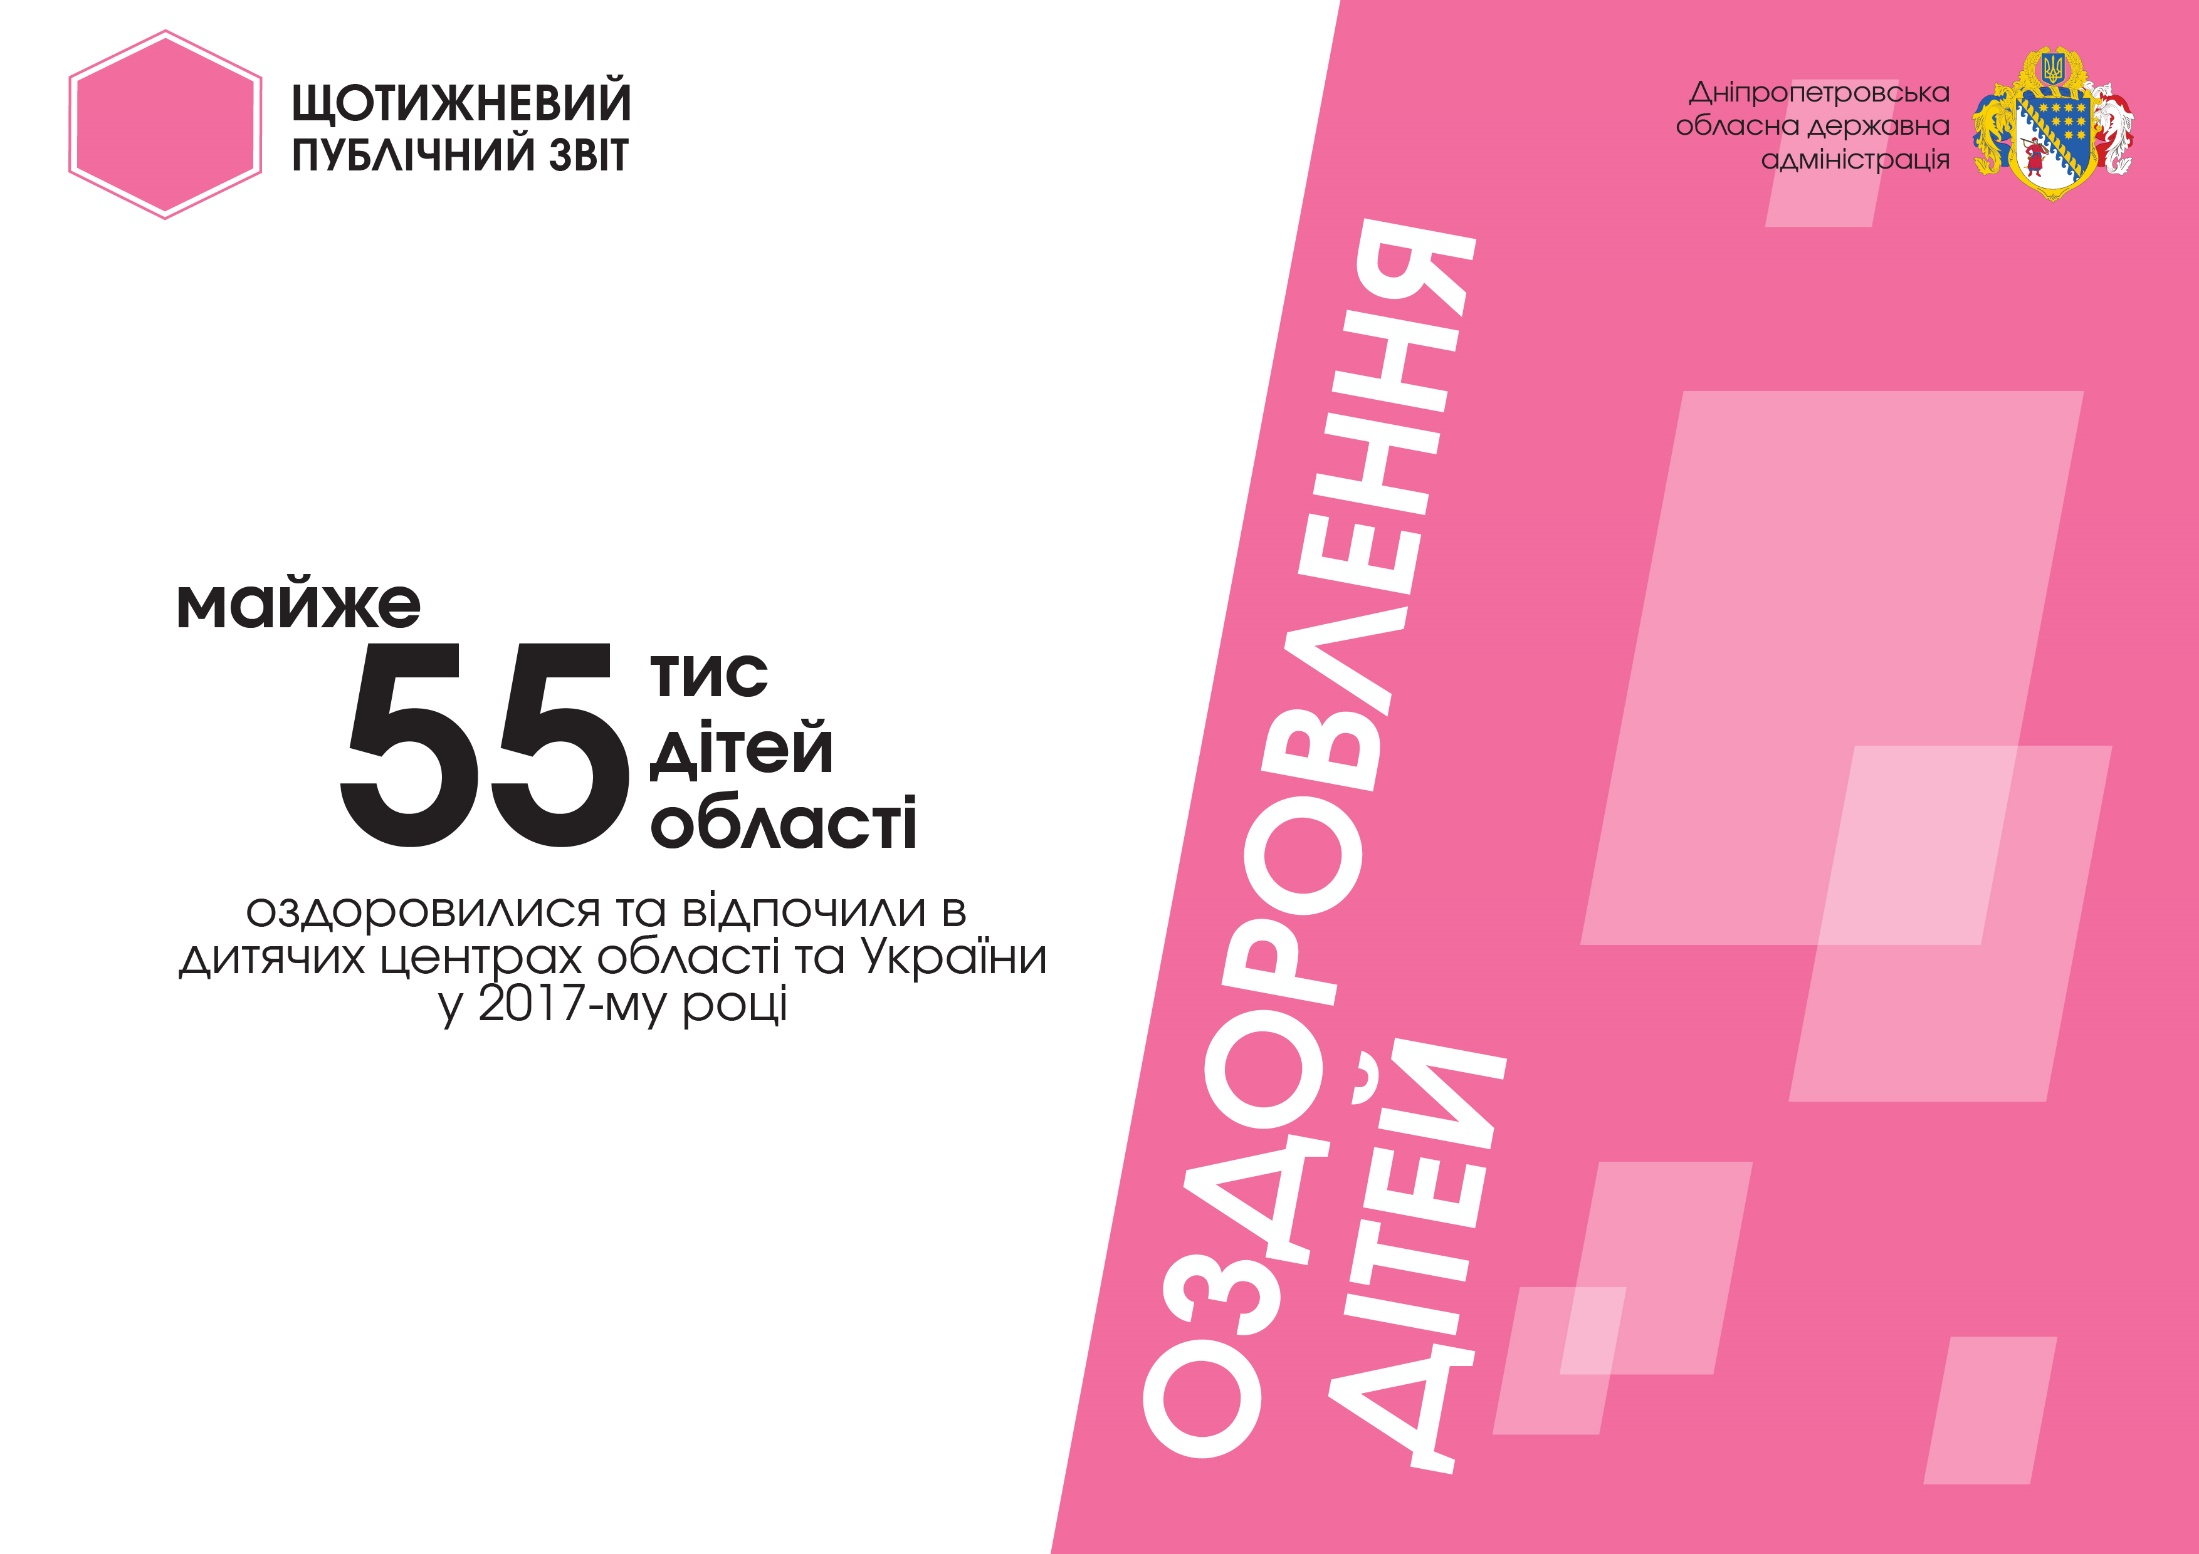 ЩОТИЖНЕВИЙ
ПУБЛІЧНИЙ ЗВІТ
Дніпропетровська
обласна державна
адміністрація
майже
55
тис
дітей
області
оздоровилися та відпочили в
дитячих центрах області та України
у 2017-му році
ОЗДОРОВЛЕННЯ
ДІТЕЙ